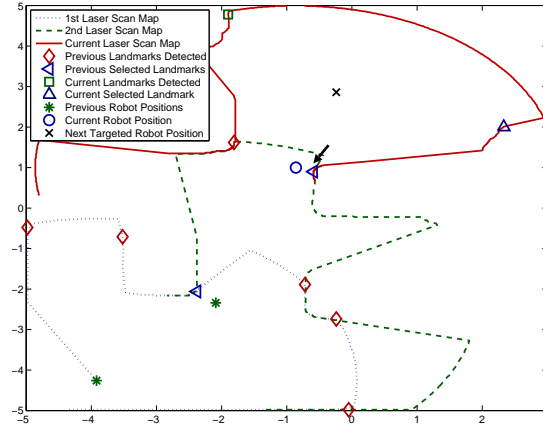 5
4
3
2
1
0
−1
−2
−3
−4
−5
1st Laser Scan Map
2nd Laser Scan Map
Current Laser Scan Map
Previous Landmarks Detected
Previous Selected Landmarks
Current Landmarks Detected
Current Selected Landmark
Previous Robot Positions
Current Robot Position
Next Targeted Robot Position
−5 −4 −3 −2 −1 0 1 2